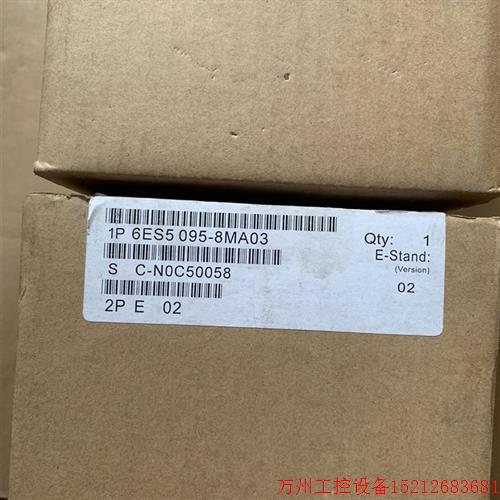 1P 6ES5 095-8MA03
Qty: 1
E-Stand:
(Version)
S C-N0C50058
02
2P E 02
万州工控设备15212683681